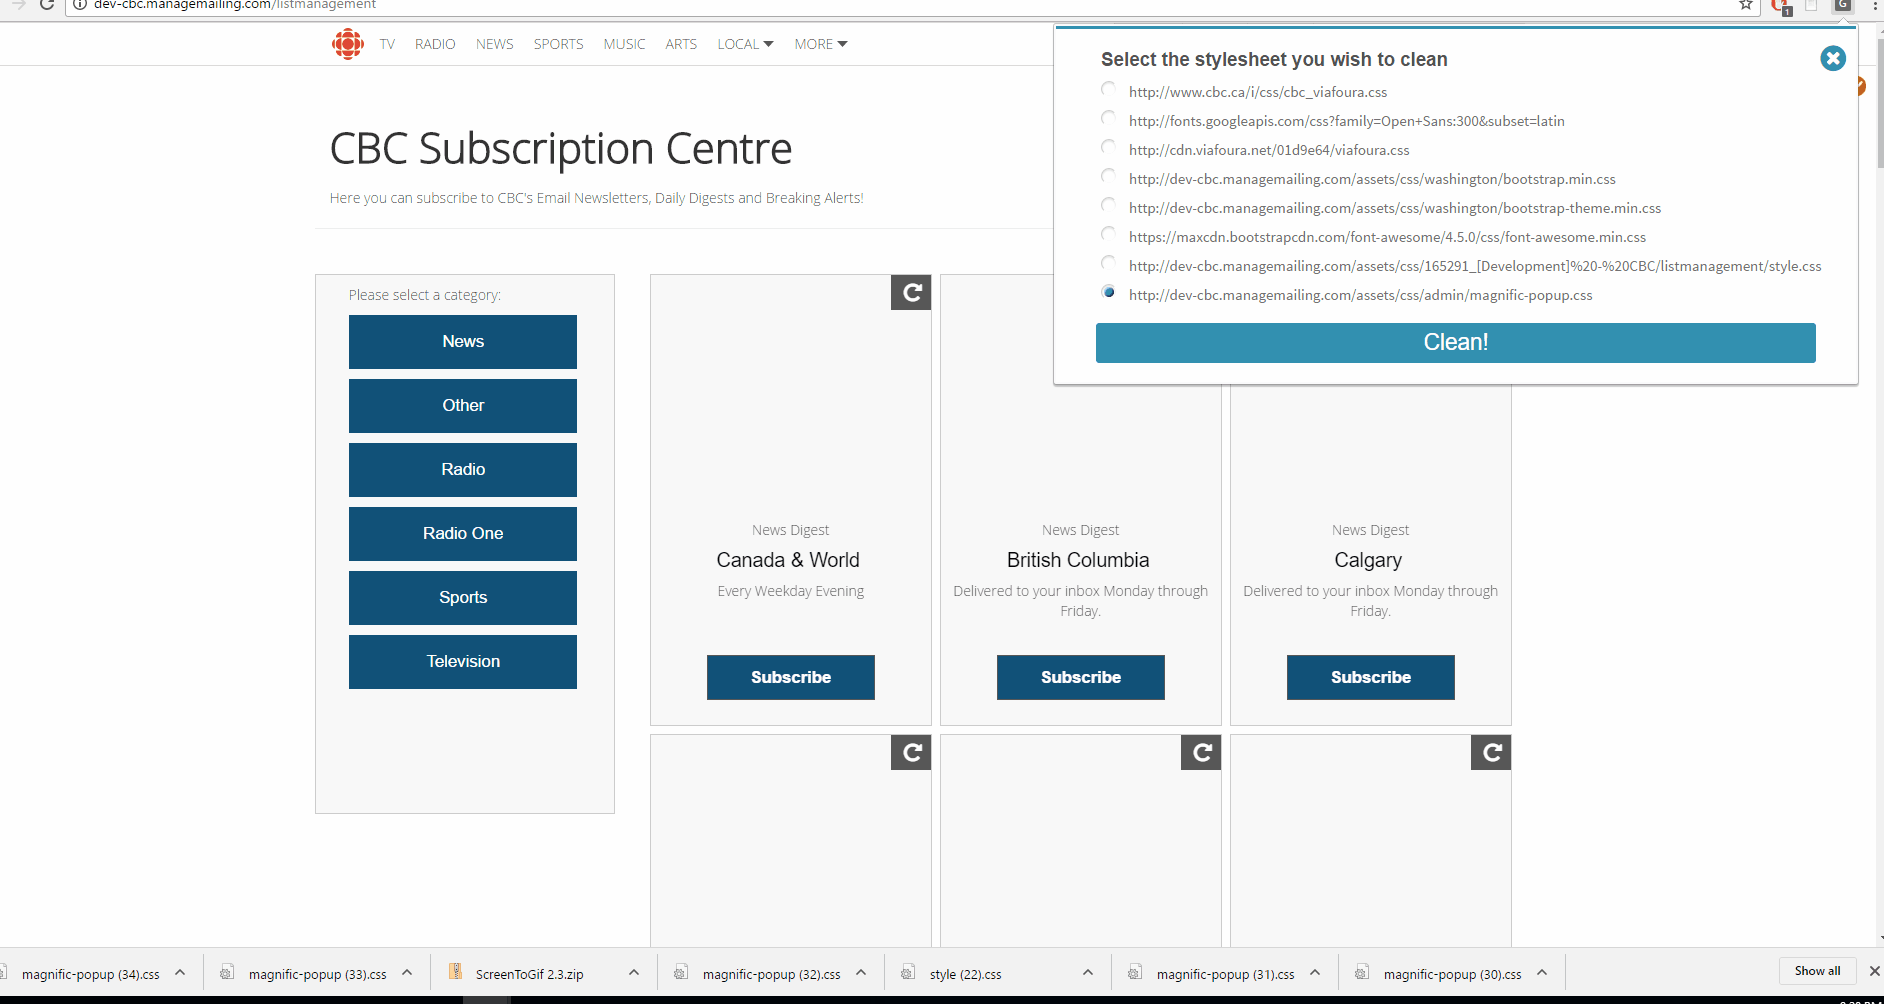 dev-cbc.managemailing.com/listmanagement
1
G
TV RADIO NEWS SPORTS MUSIC ARTS LOCAL MORE
Select the stylesheet you wish to clean
http://www.cbc.ca/i/css/cbc_viafoura.css
http://fonts.googleapis.com/css?family=Open+Sans:300&subset=latin
http://cdn.viafoura.net/01d9e64/viafoura.css
http://dev-cbc.managemailing.com/assets/css/washington/bootstrap.min.css
http://dev-cbc.managemailing.com/assets/css/washington/bootstrap-theme.min.css
https://maxcdn.bootstrapcdn.com/font-awesome/4.5.0/css/font-awesome.min.css
http://dev-cbc.managemailing.com/assets/css/165291_[Development]%20-%20CBC/listmanagement/style.css
http://dev-cbc.managemailing.com/assets/css/admin/magnific-popup.css
Clean!
CBC Subscription Centre
Here you can subscribe to CBC's Email Newsletters, Daily Digests and Breaking Alerts!
Please select a category:
News
Other
Radio
Radio One
Sports
Television
News Digest
Canada & World
Every Weekday Evening
Subscribe
News Digest
British Columbia
Delivered to your inbox Monday through
Friday.
Subscribe
News Digest
Calgary
Delivered to your inbox Monday through
Friday.
Subscribe
magnific-popup (34).css
magnific-popup (33).css
ScreenToGif 2.3.zip
magnific-popup (32).css
style (22).css
magnific-popup (31).css
magnific-popup (30).css
Show all